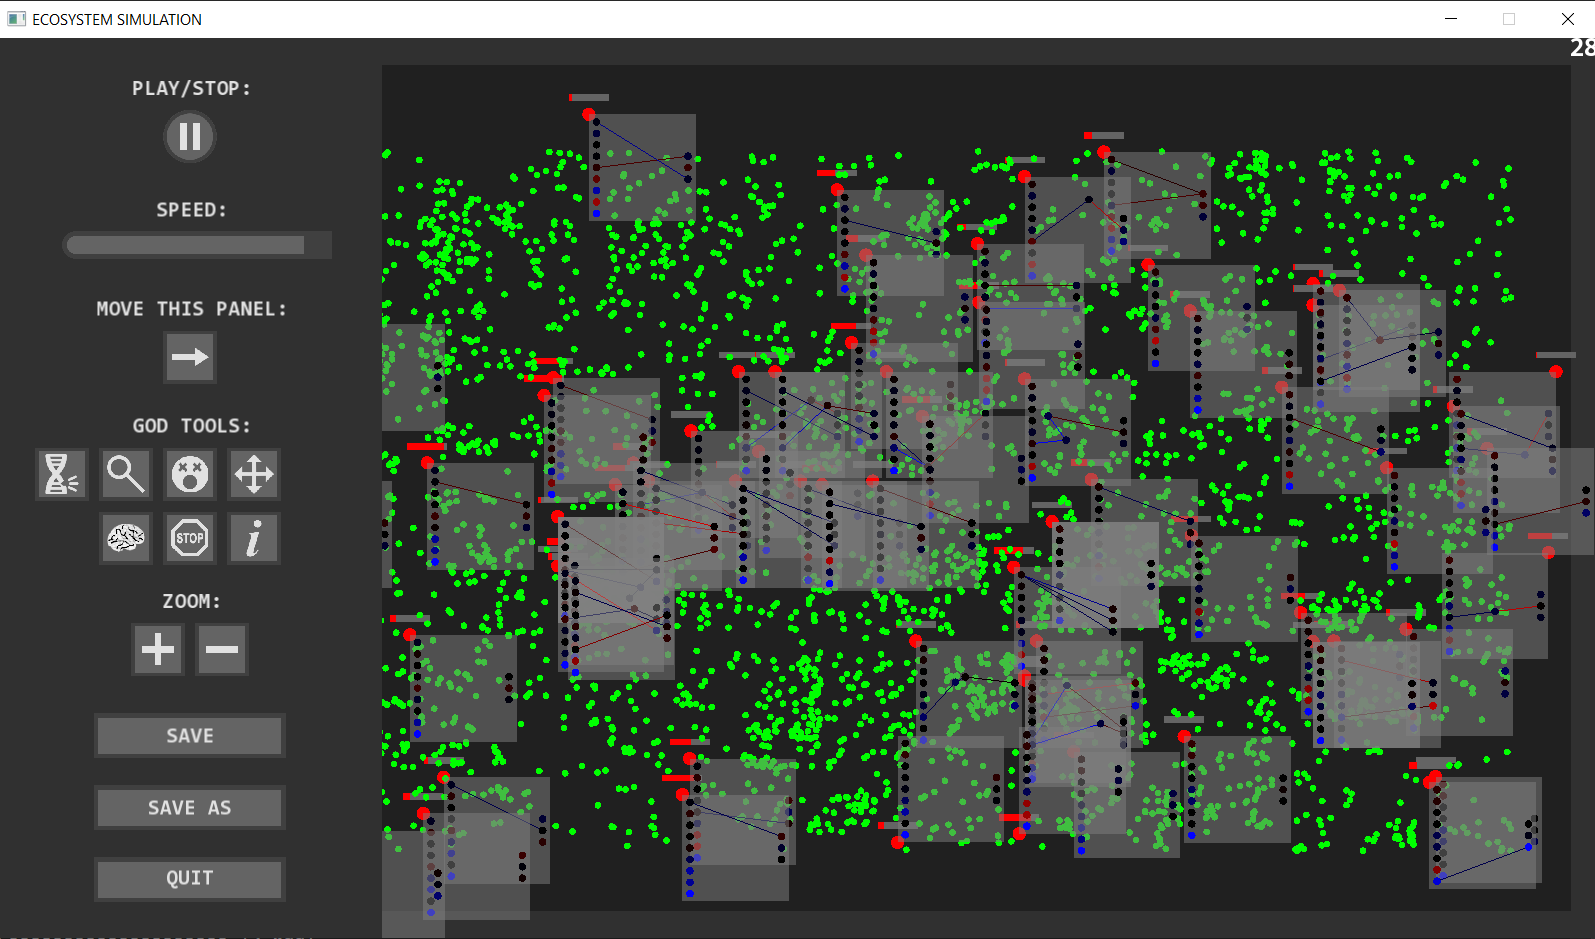 ECOSYSTEM SIMULATION
28
PLAY/STOP:
SPEED:
MOVE THIS PANEL:
GOD TOOLS:
STOP
i
ZOOM:
SAVE
SAVE AS
QUIT